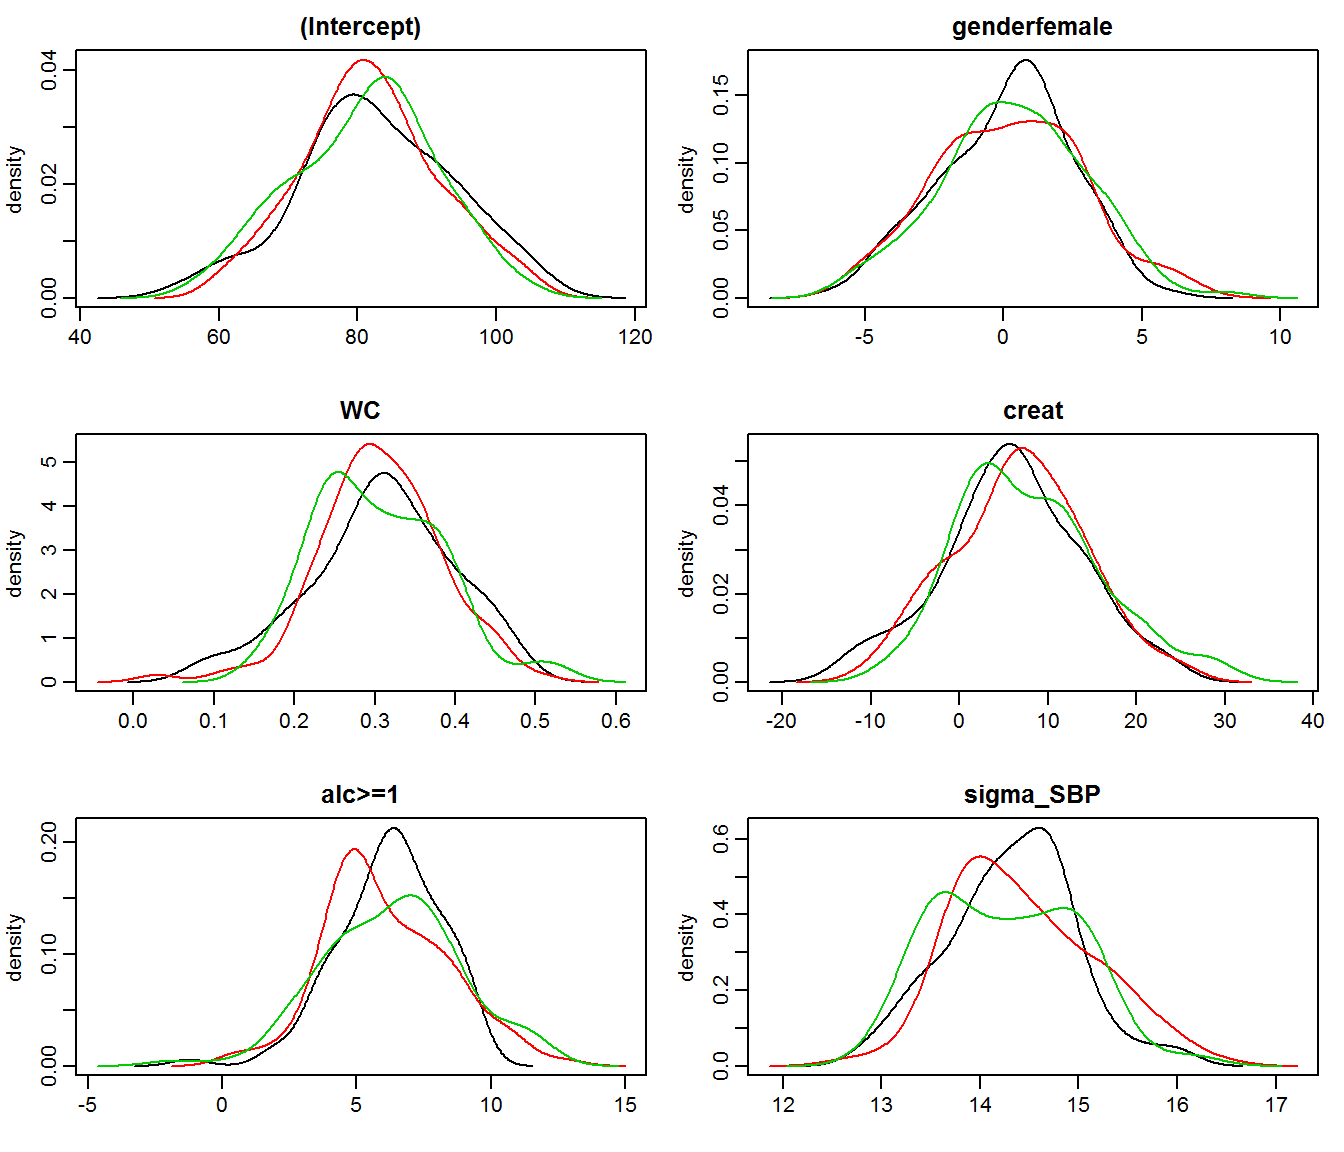 (Intercept)
density
0.00 0.02 0.04
40 60 80 100 120
genderfemale
density
0.00 0.05 0.10 0.15
-5 0 5 10
WC
density
0 1 2 3 4 5
0.0 0.1 0.2 0.3 0.4 0.5 0.6
creat
density
0.00 0.02 0.04
-20 -10 0 10 20 30 40
alc>=1
density
0.00 0.10 0.20
-5 0 5 10 15
sigma_SBP
density
0.0 0.2 0.4 0.6
12 13 14 15 16 17